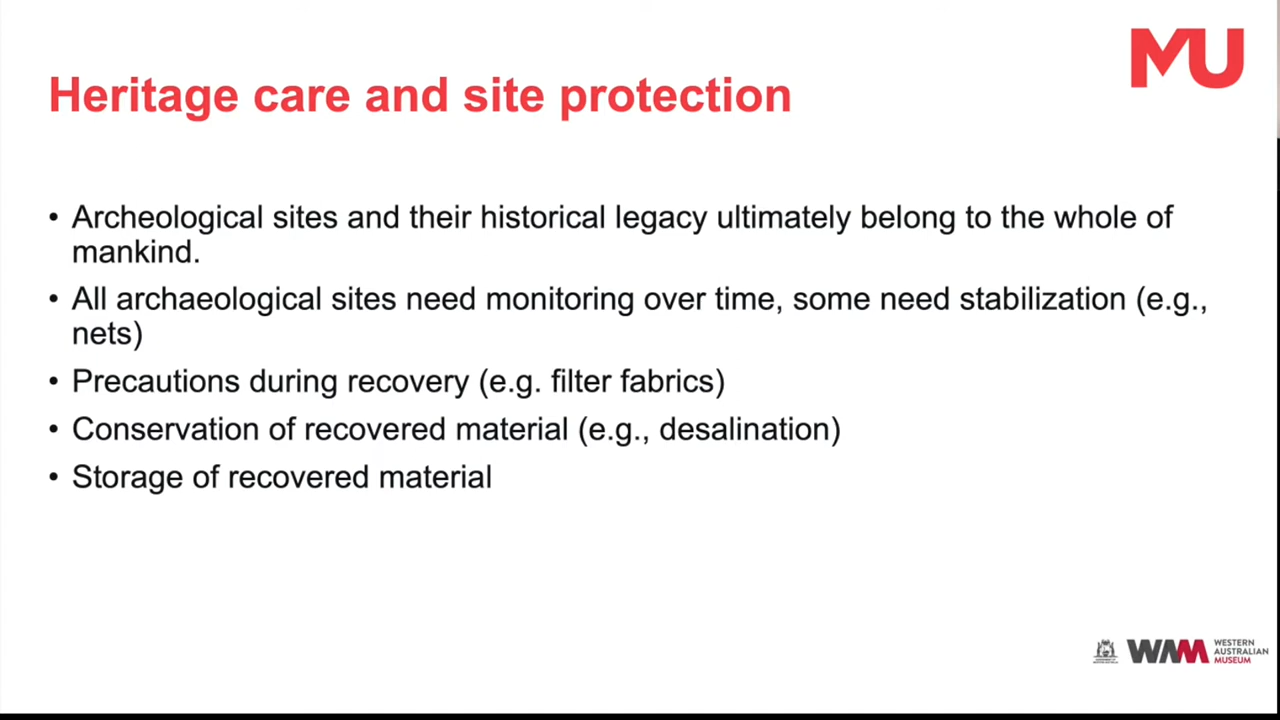 MU
Heritage care and site protection
• Archeological sites and their historical legacy ultimately belong to the whole of
mankind.
• All archaeological sites need monitoring over time, some need stabilization (e.g.,
nets)
• Precautions during recovery (e.g. filter fabrics)
• Conservation of recovered material (e.g., desalination)
• Storage of recovered material
WAM
WESTERN
AUSTRALIAN
MUSEUM